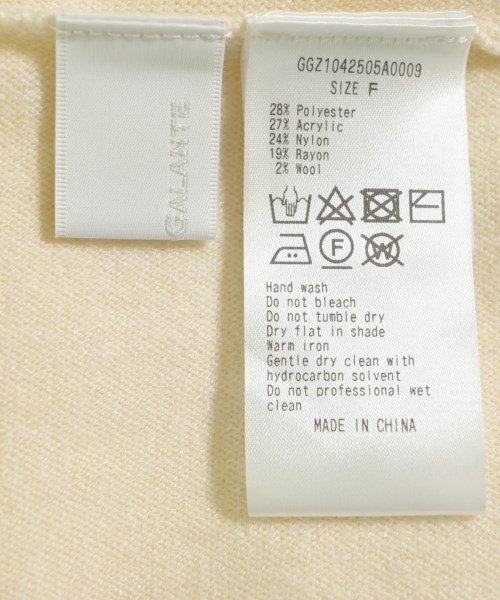 GALANTE
GGZ1042505A0009
SIZE F
28% Polyester
27% Acrylic
24% Nylon
19% Rayon
2% Wool
F
W
Hand wash
Do not bleach
Do not tumble dry
Dry flat in shade
Warm iron
Gentle dry clean with
hydrocarbon solvent
Do not professional wet
clean
MADE IN CHINA